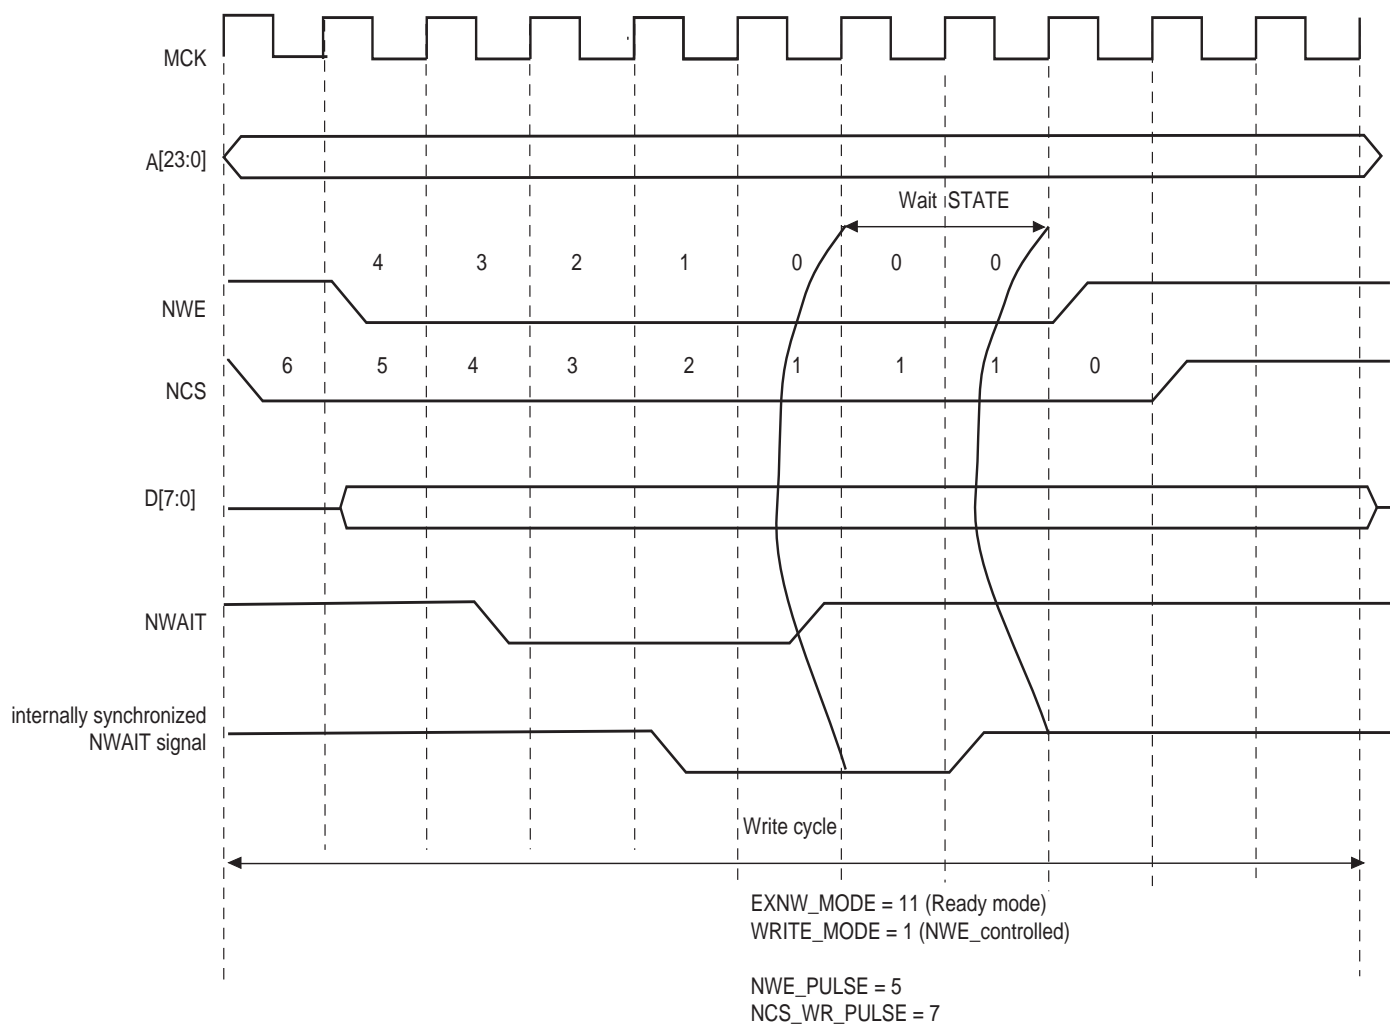 MCK
A[23:0]
Wait STATE
4 3 2 1 0 0 0
NWE
6 5 4 3 2 1 1 1 0
NCS
D[7:0]
NWAIT
internally synchronized
NWAIT signal
Write cycle
EXNW_MODE = 11 (Ready mode)
WRITE_MODE = 1 (NWE_controlled)
NWE_PULSE = 5
NCS_WR_PULSE = 7